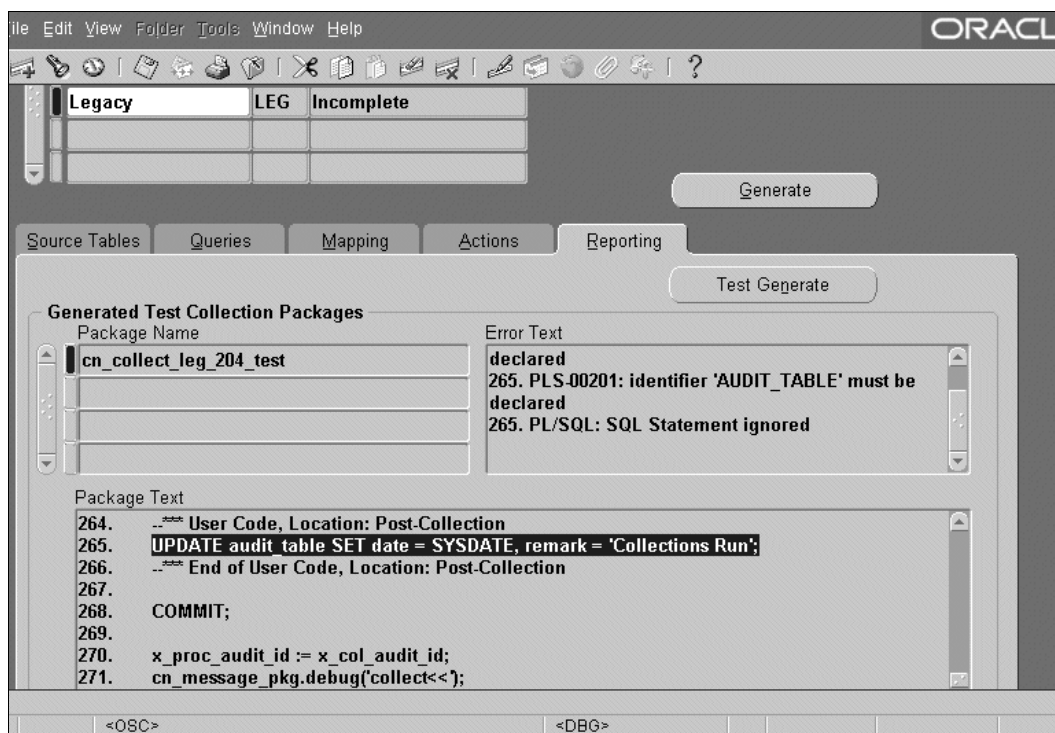 ile Edit View Folder Tools Window Help
ORACL
?
Legacy LEG Incomplete
Generate
Source Tables Queries Mapping Actions Reporting
Test Generate
Generated Test Collection Packages
Package Name
cn_collect_leg_204_test
Error Text
declared
265. PLS-00201: identifier 'AUDIT_TABLE' must be
declared
265. PL/SQL: SQL Statement ignored
Package Text
264. --*** User Code, Location: Post-Collection
265. UPDATE audit_table SET date = SYSDATE, remark = 'Collections Run';
266. --*** End of User Code, Location: Post-Collection
267.
268. COMMIT;
269.
270. x_proc_audit_id := x_col_audit_id;
271. cn_message_pkg.debug('collect<<');
<OSC> <DBG>